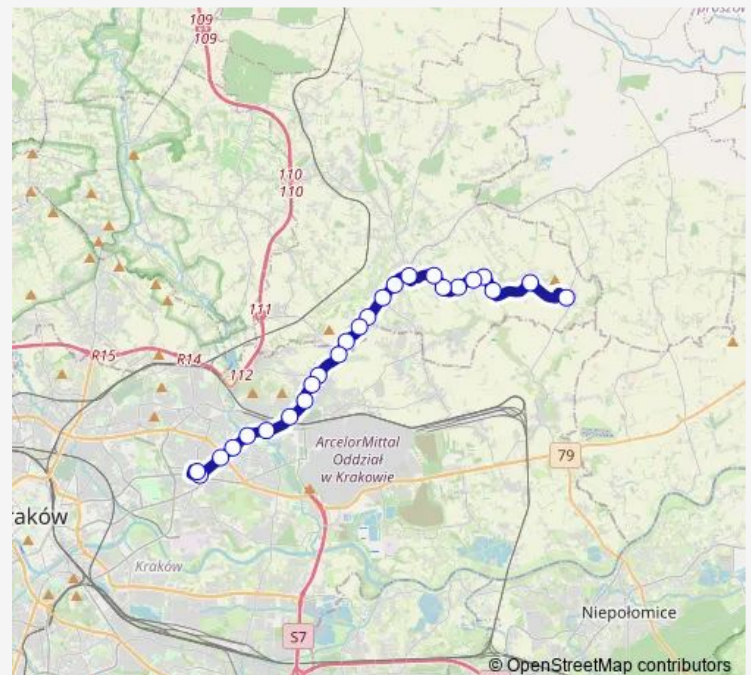 109
109
110
110
111
R15
R14
112
ArcelorMittal
Oddział
w Krakowie
79
raków
Kraków
Niepołomice
S7
© OpenStreetMap contributors